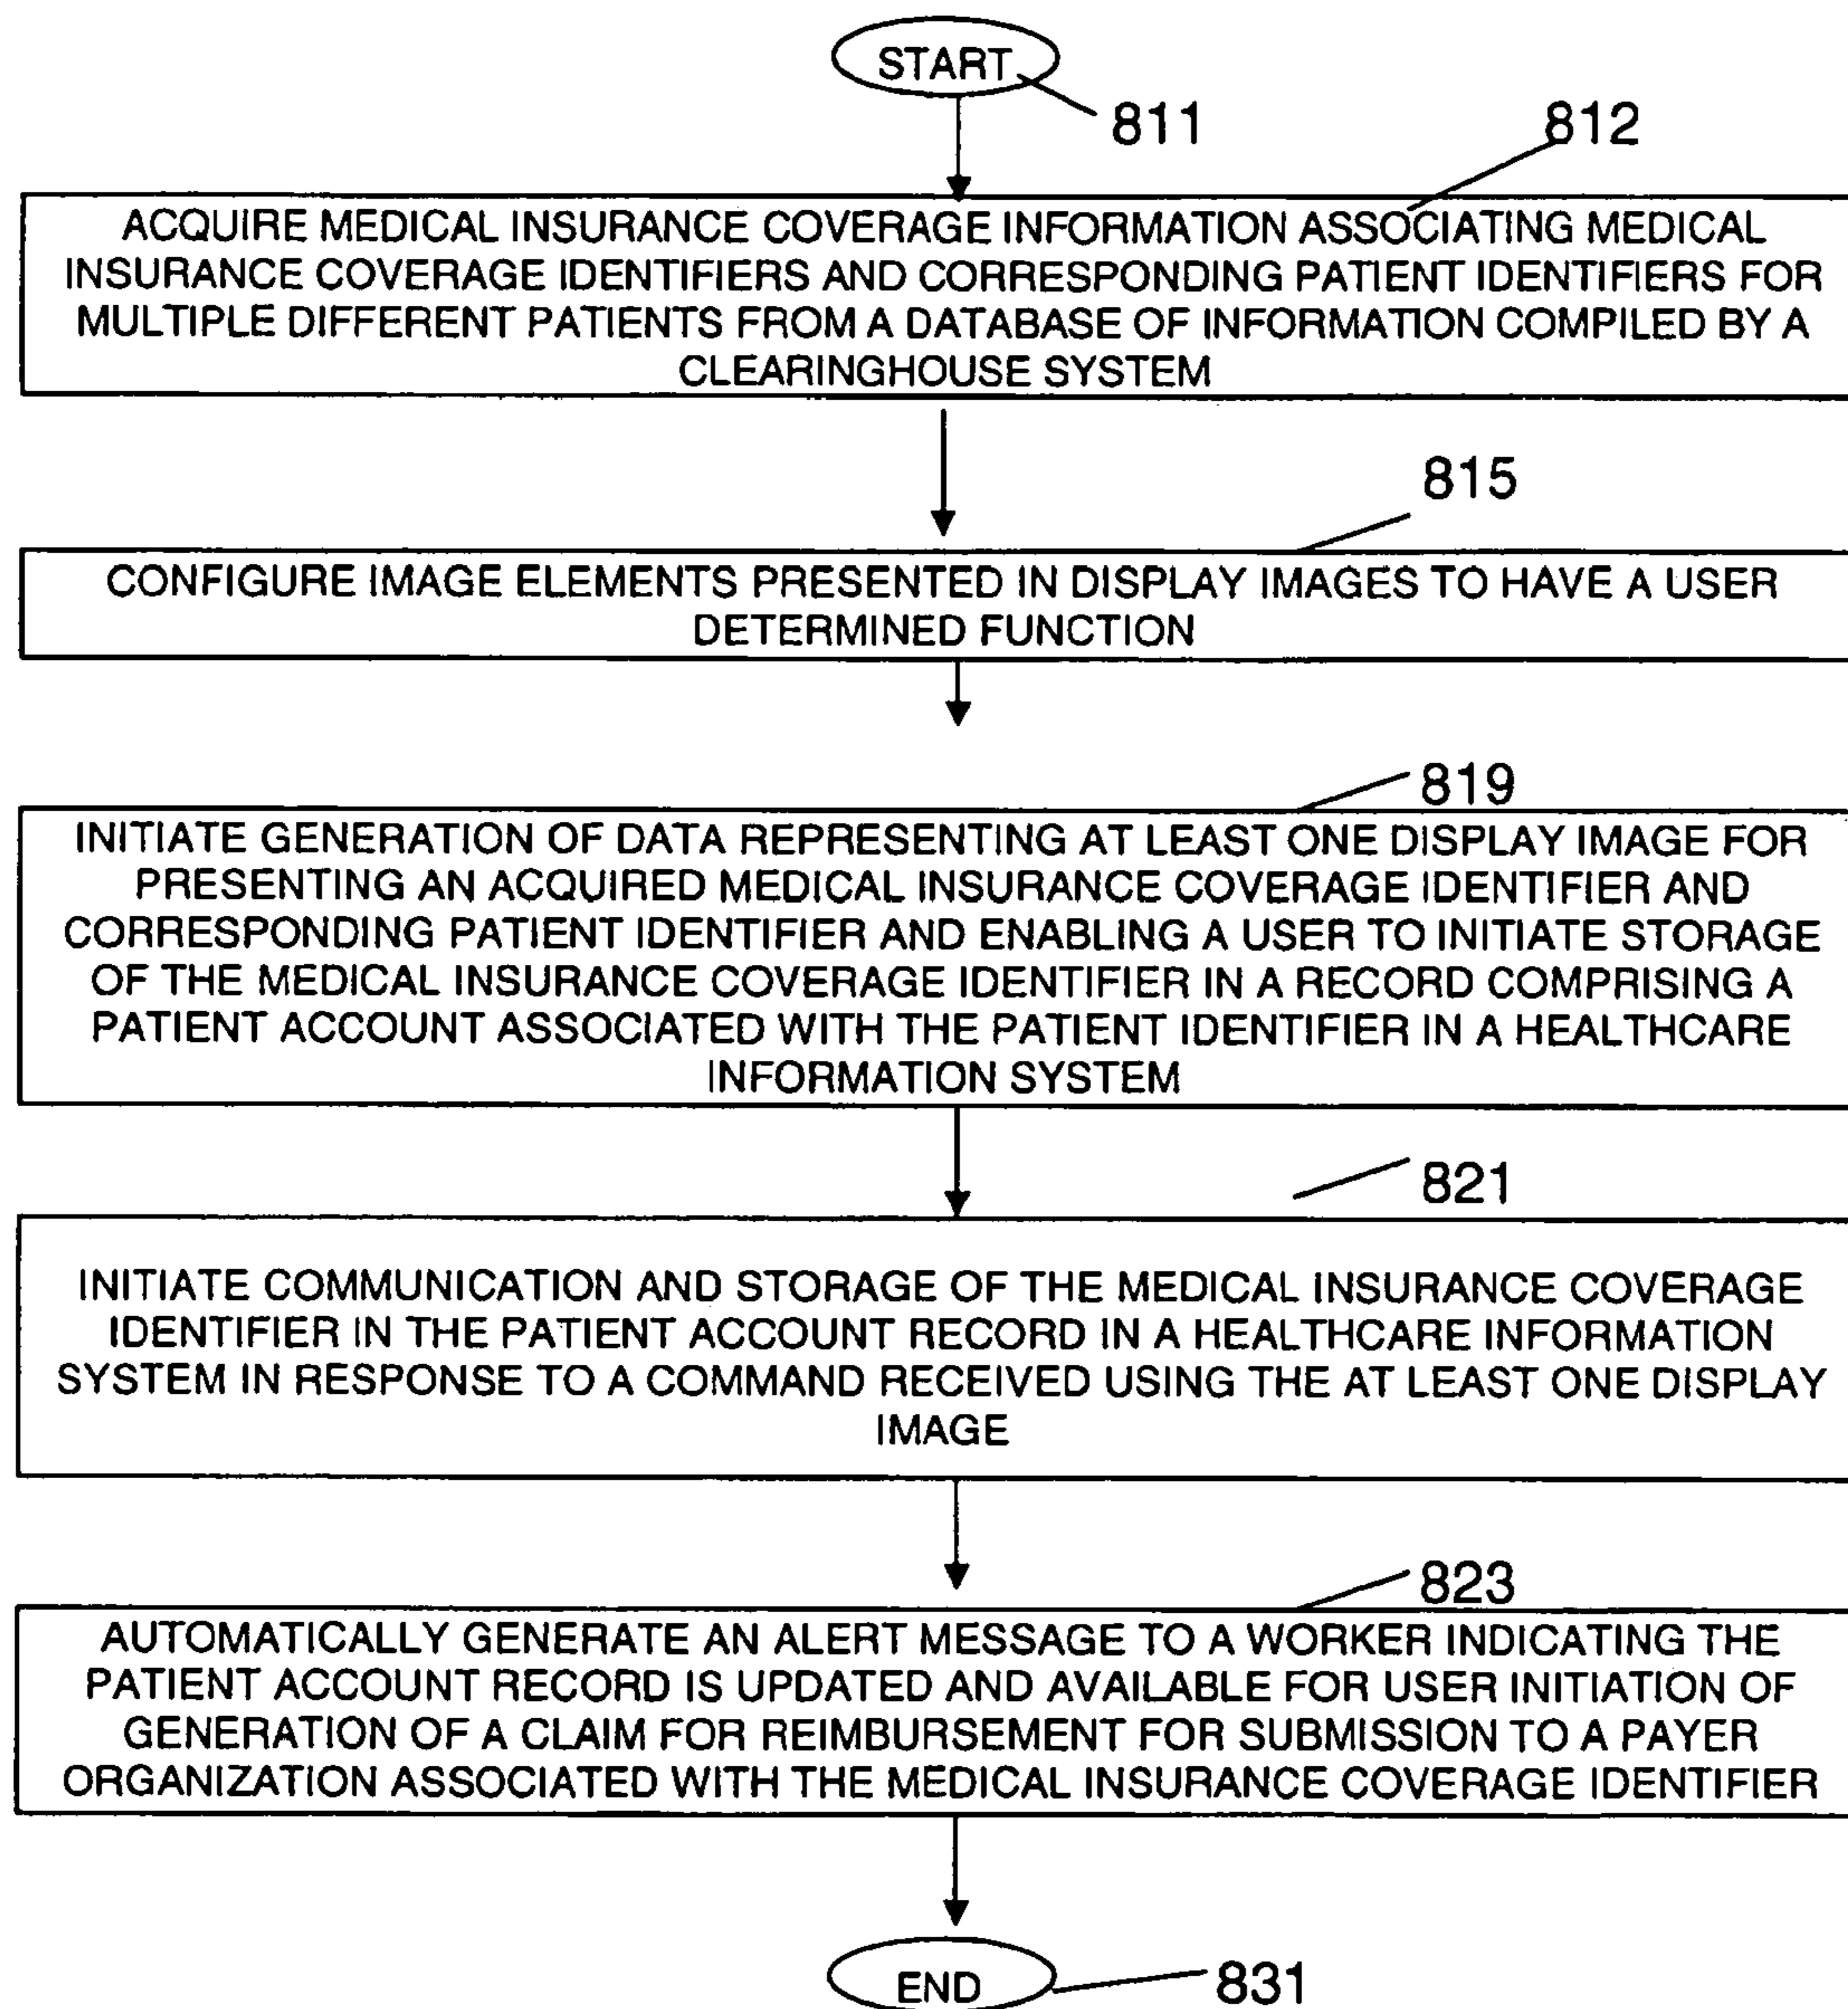 START
811
812
ACQUIRE MEDICAL INSURANCE COVERAGE INFORMATION ASSOCIATING MEDICAL
INSURANCE COVERAGE IDENTIFIERS AND CORRESPONDING PATIENT IDENTIFIERS FOR
MULTIPLE DIFFERENT PATIENTS FROM A DATABASE OF INFORMATION COMPILED BY A
CLEARINGHOUSE SYSTEM
815
CONFIGURE IMAGE ELEMENTS PRESENTED IN DISPLAY IMAGES TO HAVE A USER
DETERMINED FUNCTION
819
INITIATE GENERATION OF DATA REPRESENTING AT LEAST ONE DISPLAY IMAGE FOR
PRESENTING AN ACQUIRED MEDICAL INSURANCE COVERAGE IDENTIFIER AND
CORRESPONDING PATIENT IDENTIFIER AND ENABLING A USER TO INITIATE STORAGE
OF THE MEDICAL INSURANCE COVERAGE IDENTIFIER IN A RECORD COMPRISING A
PATIENT ACCOUNT ASSOCIATED WITH THE PATIENT IDENTIFIER IN A HEALTHCARE
INFORMATION SYSTEM
821
INITIATE COMMUNICATION AND STORAGE OF THE MEDICAL INSURANCE COVERAGE
IDENTIFIER IN THE PATIENT ACCOUNT RECORD IN A HEALTHCARE INFORMATION
SYSTEM IN RESPONSE TO A COMMAND RECEIVED USING THE AT LEAST ONE DISPLAY
IMAGE
823
AUTOMATICALLY GENERATE AN ALERT MESSAGE TO A WORKER INDICATING THE
PATIENT ACCOUNT RECORD IS UPDATED AND AVAILABLE FOR USER INITIATION OF
GENERATION OF A CLAIM FOR REIMBURSEMENT FOR SUBMISSION TO A PAYER
ORGANIZATION ASSOCIATED WITH THE MEDICAL INSURANCE COVERAGE IDENTIFIER
END
831